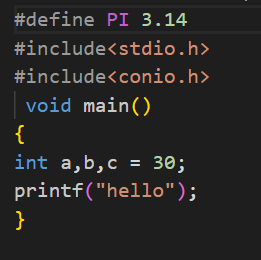 #define PI 3.14
#include<stdio.h>
#include<conio.h>
void main()
{
int a,b,c = 30;
printf("hello");
}